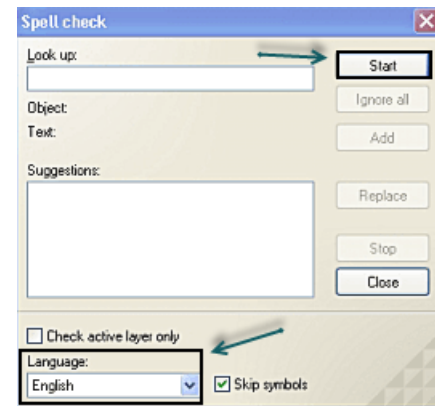 Spell check
Look up:
Start
Ignore all
Object:
Text:
Add
Suggestions:
Replace
Stop
Close
Check active layer only
Language:
English
Skip symbols